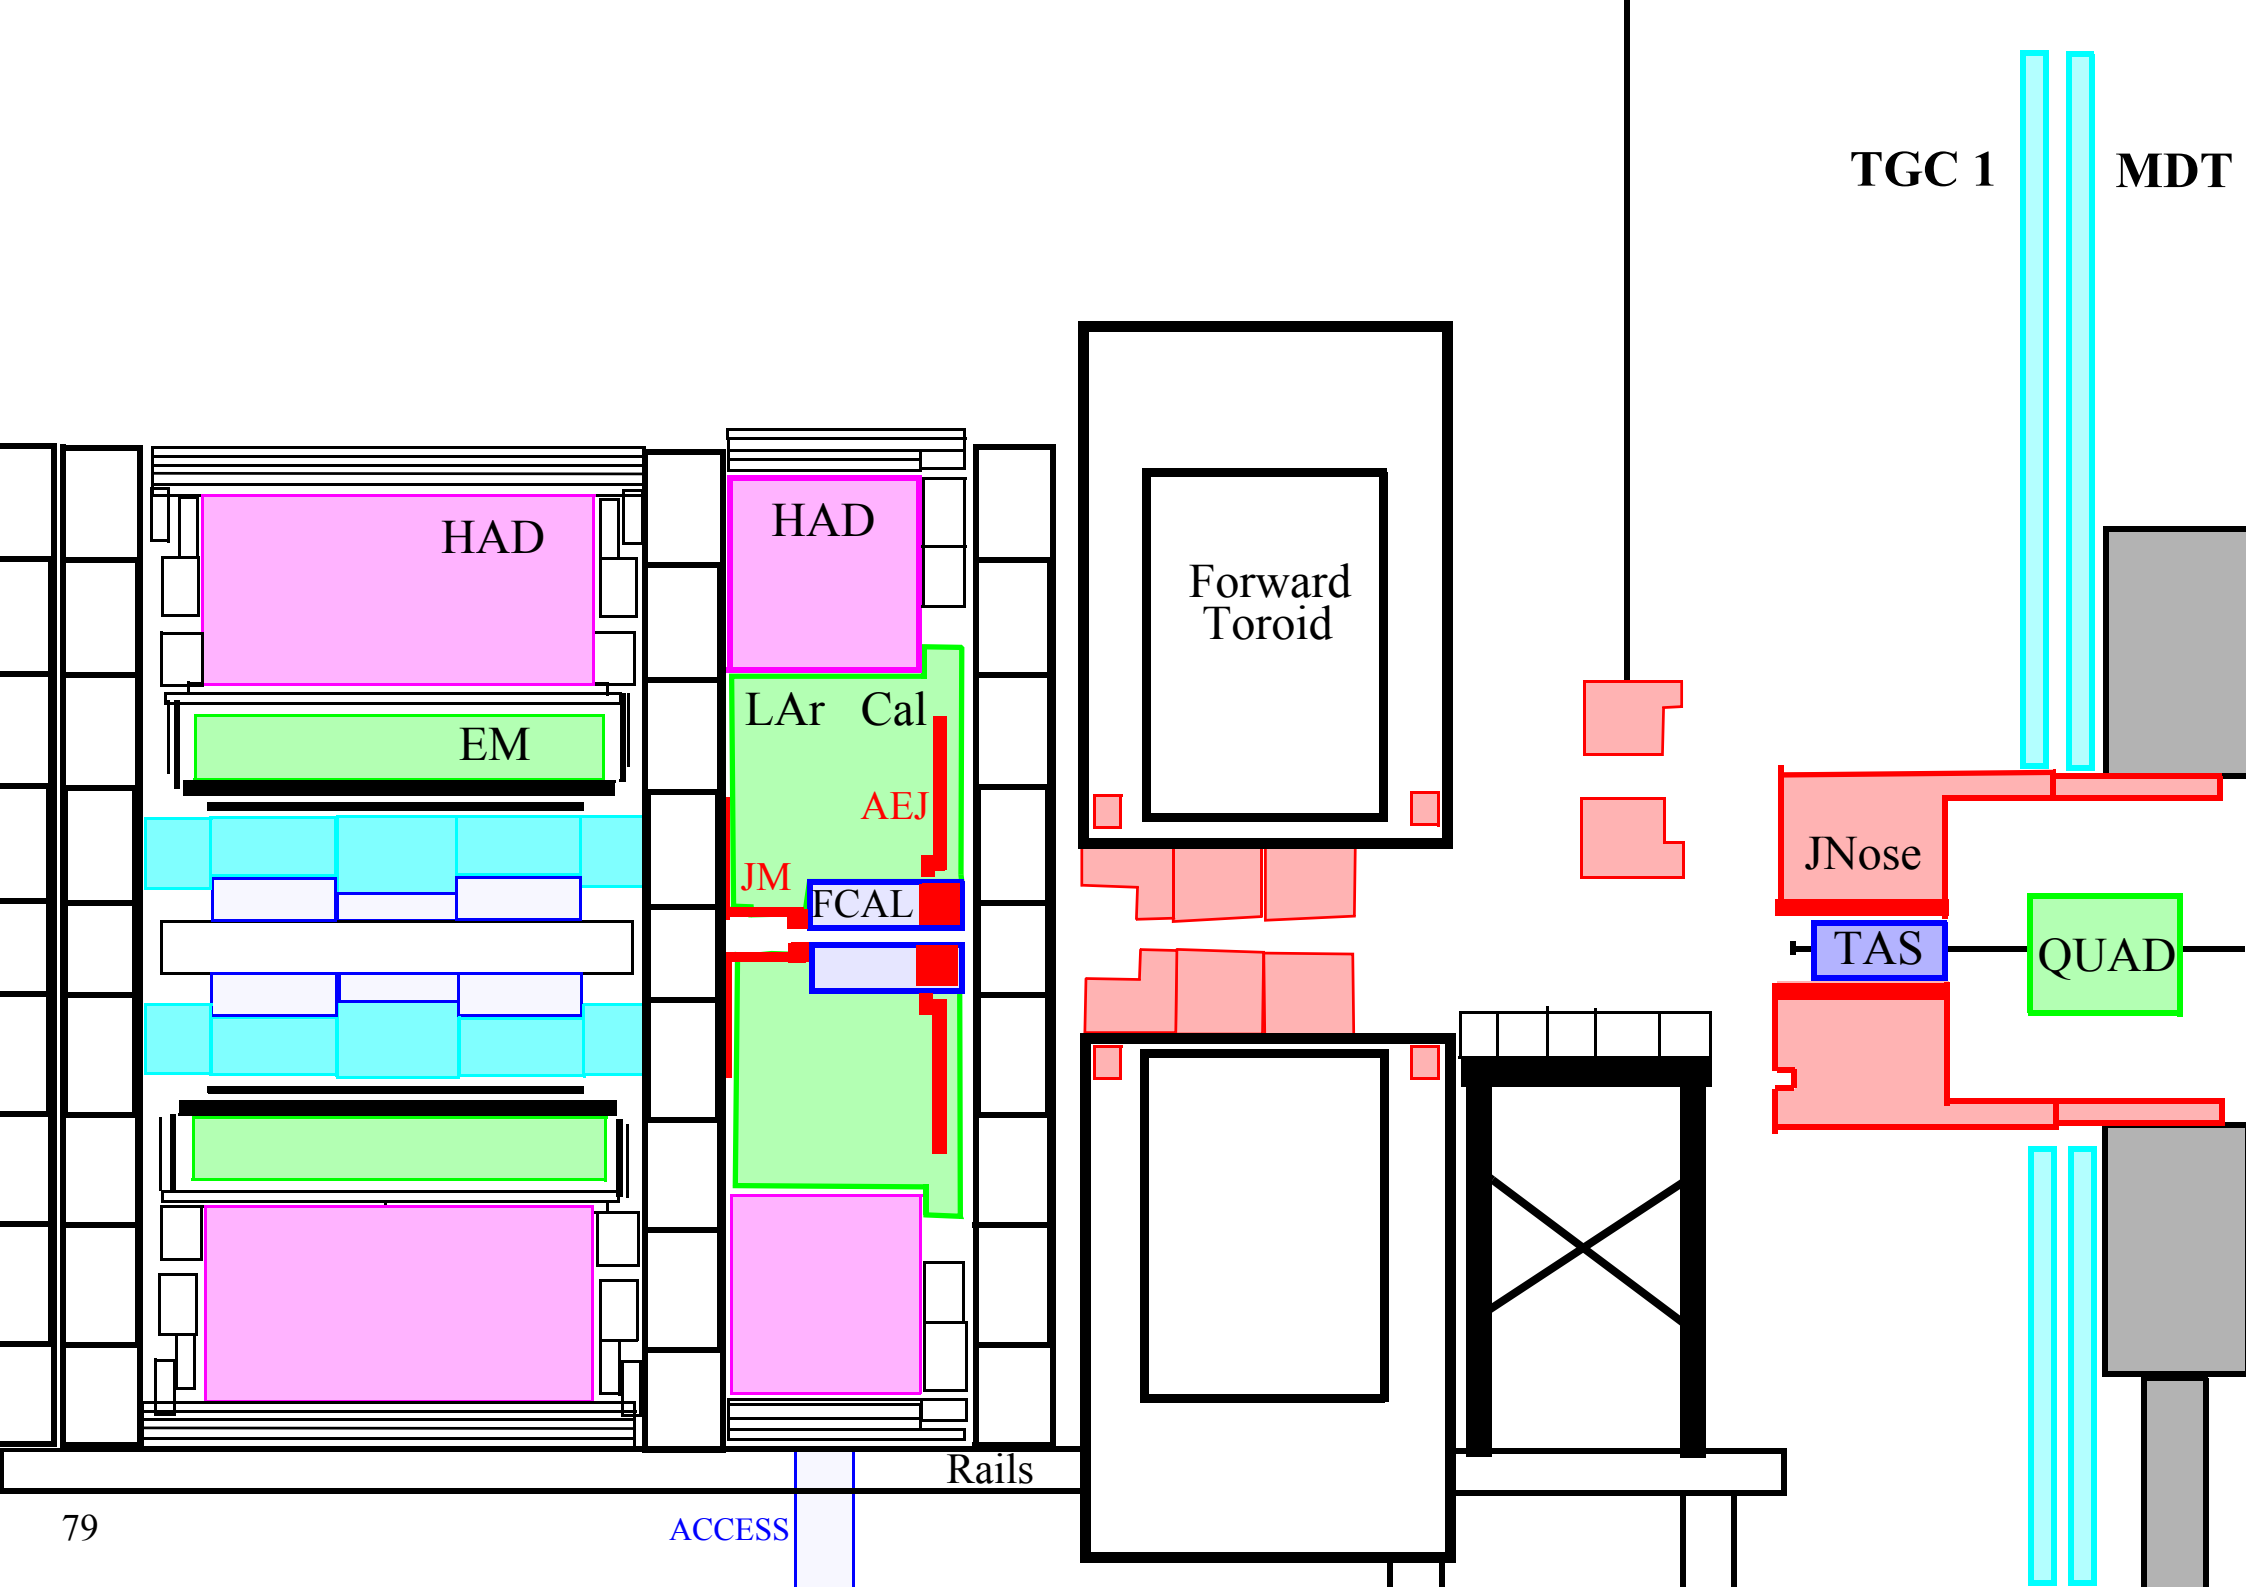 TGC 1
MDT
HAD
HAD
Forward
Toroid
LAr Cal
EM
AEJ
JM
FCAL
JNose
TAS
QUAD
Rails
79
ACCESS